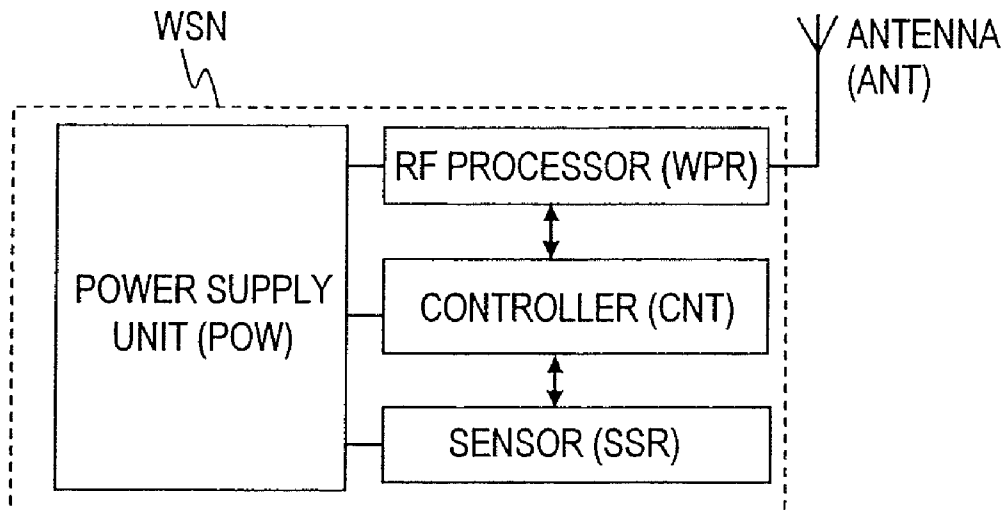 WSN
ANTENNA
(ANT)
RF PROCESSOR (WPR)
POWER SUPPLY
UNIT (POW)
CONTROLLER (CNT)
SENSOR (SSR)